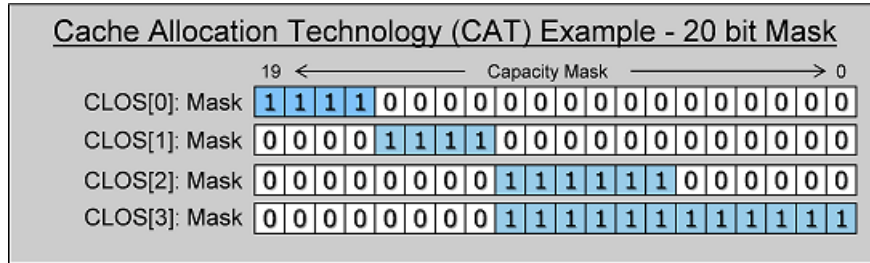 Cache Allocation Technology (CAT) Example - 20 bit Mask
19 <———— Capacity Mask ————> 0
CLOS[0]: Mask 1 1 1 1 0 0 0 0 0 0 0 0 0 0 0 0 0 0 0 0
CLOS[1]: Mask 0 0 0 0 1 1 1 1 0 0 0 0 0 0 0 0 0 0 0 0
CLOS[2]: Mask 0 0 0 0 0 0 0 0 1 1 1 1 1 1 0 0 0 0 0 0
CLOS[3]: Mask 0 0 0 0 0 0 0 0 1 1 1 1 1 1 1 1 1 1 1 1